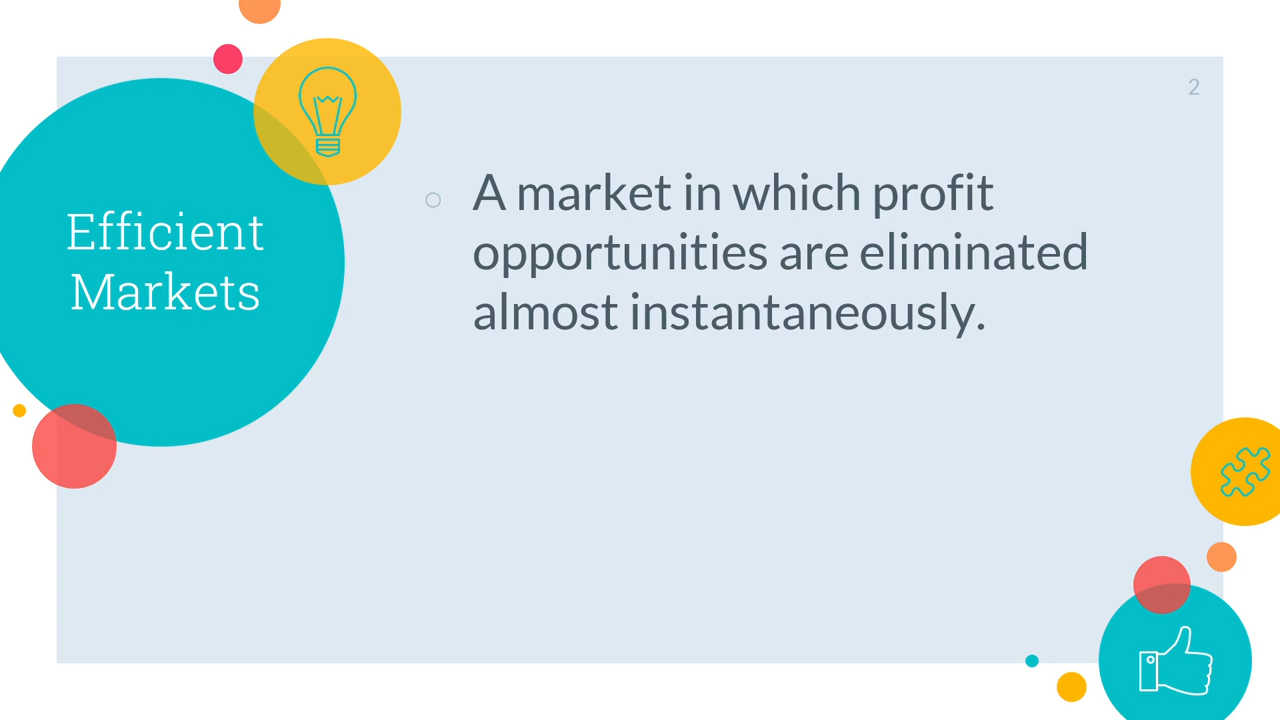 2
Efficient
Markets
A market in which profit
opportunities are eliminated
almost instantaneously.